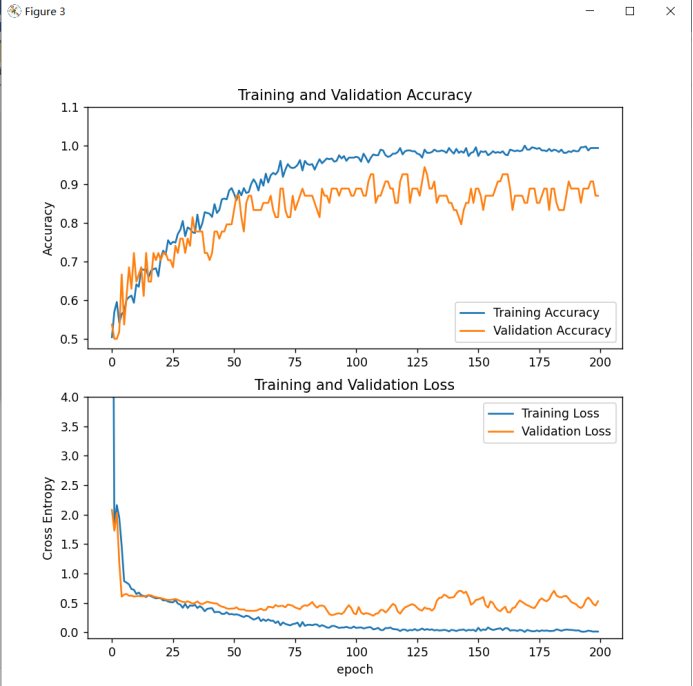 Figure 3
Training and Validation Accuracy
1.1
1.0
0.9
0.8
0.7
0.6
0.5
Accuracy
Training Accuracy
Validation Accuracy
0 25 50 75 100 125 150 175 200
Training and Validation Loss
4.0
3.5
3.0
2.5
2.0
1.5
1.0
0.5
0.0
Cross Entropy
Training Loss
Validation Loss
0 25 50 75 100 125 150 175 200
epoch